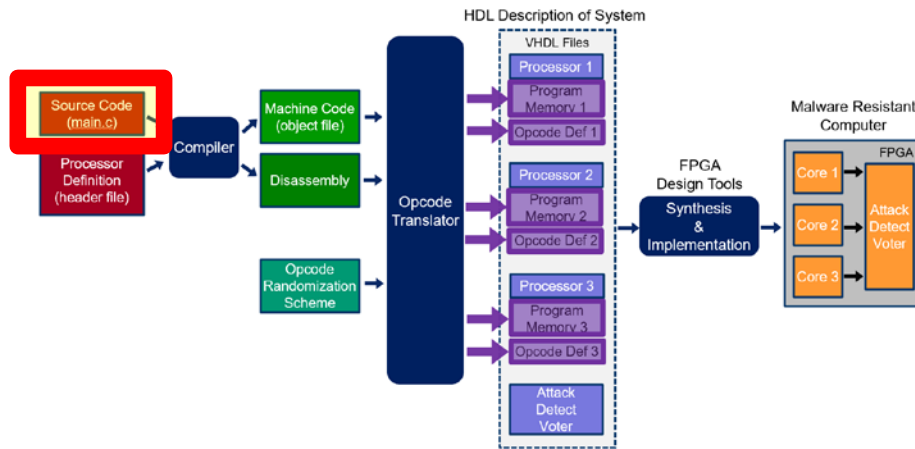 HDL Description of System
VHDL Files
Source Code
(main.c)
Processor
Definition
(header file)
Compiler
Machine Code
(object file)
Disassembly
Opcode
Randomization
Scheme
Opcode
Translator
Processor 1
Program
Memory 1
Opcode Def 1
Processor 2
Program
Memory 2
Opcode Def 2
Processor 3
Program
Memory 3
Opcode Def 3
Attack
Detect
Voter
FPGA
Design Tools
Synthesis
&
Implementation
Malware Resistant
Computer
FPGA
Core 1
Core 2
Core 3
Attack
Detect
Voter